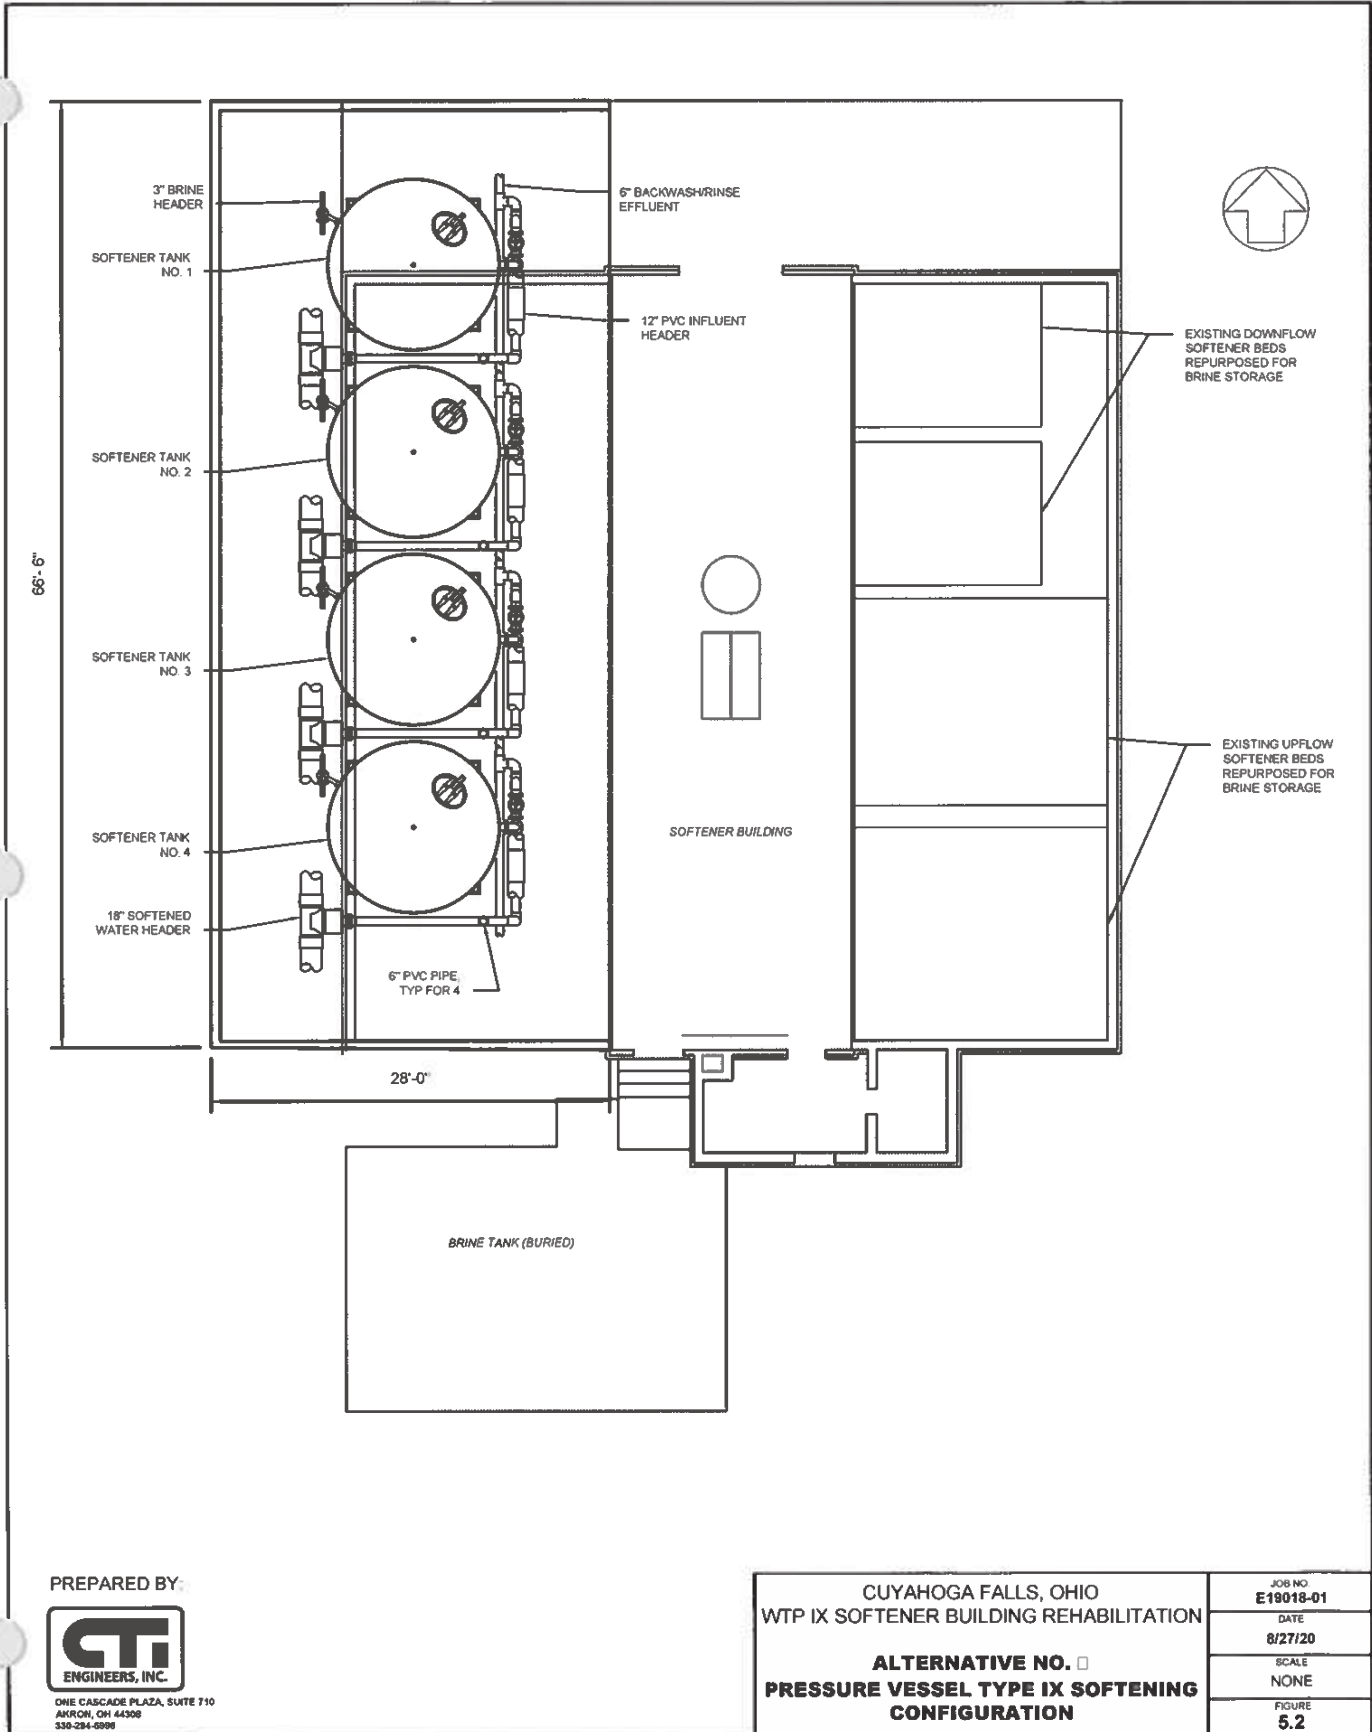 3" BRINE
HEADER
6" BACKWASH/RINSE
EFFLUENT
SOFTENER TANK
NO. 1
12" PVC INFLUENT
HEADER
EXISTING DOWNFLOW
SOFTENER BEDS
REPURPOSED FOR
BRINE STORAGE
SOFTENER TANK
NO. 2
66'- 6"
SOFTENER TANK
NO. 3
EXISTING UPFLOW
SOFTENER BEDS
REPURPOSED FOR
BRINE STORAGE
SOFTENER BUILDING
SOFTENER TANK
NO. 4
18" SOFTENED
WATER HEADER
6" PVC PIPE,
TYP FOR 4
28'-0"
BRINE TANK (BURIED)
PREPARED BY:
CTI
ENGINEERS, INC.
ONE CASCADE PLAZA, SUITE 710
AKRON, OH 44308
CUYAHOGA FALLS, OHIO
WTP IX SOFTENER BUILDING REHABILITATION
ALTERNATIVE NO.
PRESSURE VESSEL TYPE IX SOFTENING
CONFIGURATION
JOB NO.
E19018-01
DATE
8/27/20
SCALE
NONE
FIGURE
5.2